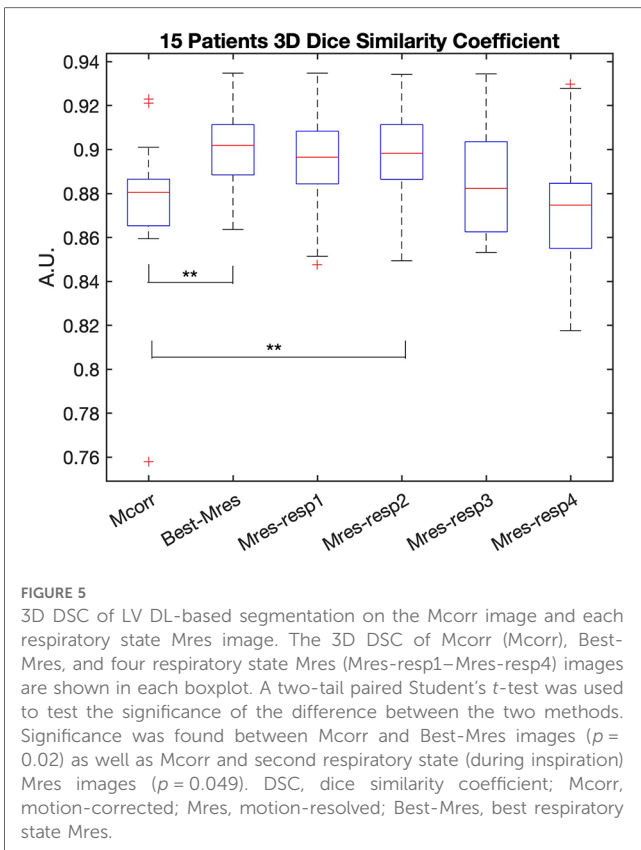 15 Patients 3D Dice Similarity Coefficient
0.94
0.92
0.9
0.88
0.86
0.84
0.82
0.8
0.78
0.76
A.U.
**
**
Mcorr
Best-Mres
Mres-resp1
Mres-resp2
Mres-resp3
Mres-resp4
FIGURE 5
3D DSC of LV DL-based segmentation on the Mcorr image and each
respiratory state Mres image. The 3D DSC of Mcorr (Mcorr), Best-
Mres, and four respiratory state Mres (Mres-resp1–Mres-resp4) images
are shown in each boxplot. A two-tail paired Student's t-test was used
to test the significance of the difference between the two methods.
Significance was found between Mcorr and Best-Mres images (p =
0.02) as well as Mcorr and second respiratory state (during inspiration)
Mres images (p = 0.049). DSC, dice similarity coefficient; Mcorr,
motion-corrected; Mres, motion-resolved; Best-Mres, best respiratory
state Mres.